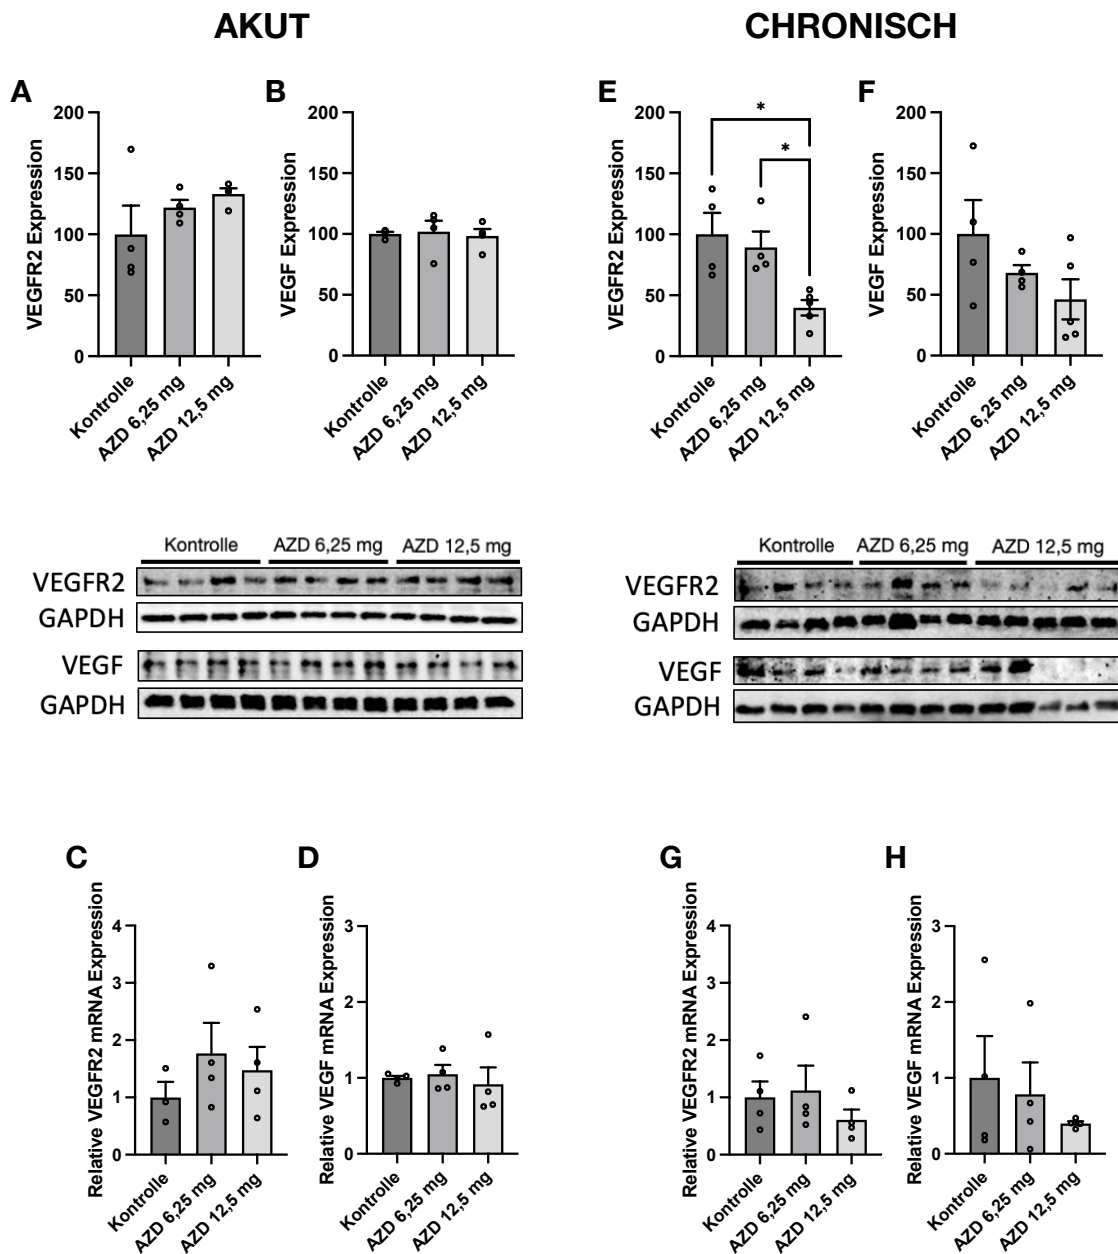 AKUT
CHRONISCH
A
B
E
F
VEGFR2 Expression
200
150
100
50
0
Kontrolle
AZD 6,25 mg
AZD 12,5 mg
VEGF Expression
200
150
100
50
0
Kontrolle
AZD 6,25 mg
AZD 12,5 mg
VEGFR2 Expression
200
150
100
50
0
*
*
Kontrolle
AZD 6,25 mg
AZD 12,5 mg
VEGF Expression
200
150
100
50
0
Kontrolle
AZD 6,25 mg
AZD 12,5 mg
Kontrolle AZD 6,25 mg AZD 12,5 mg
VEGFR2
GAPDH
VEGF
GAPDH
Kontrolle AZD 6,25 mg AZD 12,5 mg
VEGFR2
GAPDH
VEGF
GAPDH
C
D
G
H
Relative VEGFR2 mRNA Expression
4
3
2
1
0
Kontrolle
AZD 6,25 mg
AZD 12,5 mg
Relative VEGF mRNA Expression
3
2
1
0
Kontrolle
AZD 6,25 mg
AZD 12,5 mg
Relative VEGFR2 mRNA Expression
4
3
2
1
0
Kontrolle
AZD 6,25 mg
AZD 12,5 mg
Relative VEGF mRNA Expression
3
2
1
0
Kontrolle
AZD 6,25 mg
AZD 12,5 mg